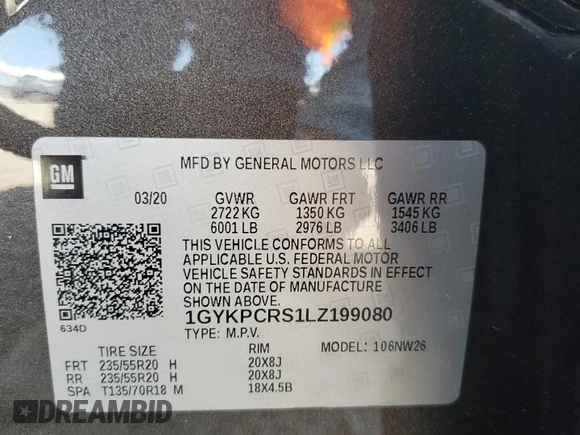 GM
MFD BY GENERAL MOTORS LLC
03/20 GVWR GAWR FRT GAWR RR
2722 KG 1350 KG 1545 KG
6001 LB 2976 LB 3406 LB
THIS VEHICLE CONFORMS TO ALL
APPLICABLE U.S. FEDERAL MOTOR
VEHICLE SAFETY STANDARDS IN EFFECT
ON THE DATE OF MANUFACTURE
SHOWN ABOVE.
634D
1GYKPCRS1LZ199080
TYPE: M.P.V. MODEL: 106NW26
TIRE SIZE RIM
FRT 235/55R20 H 20X8J
RR 235/55R20 H 20X8J
SPA T135/70R18 M 18X4.5B
DREAMBID